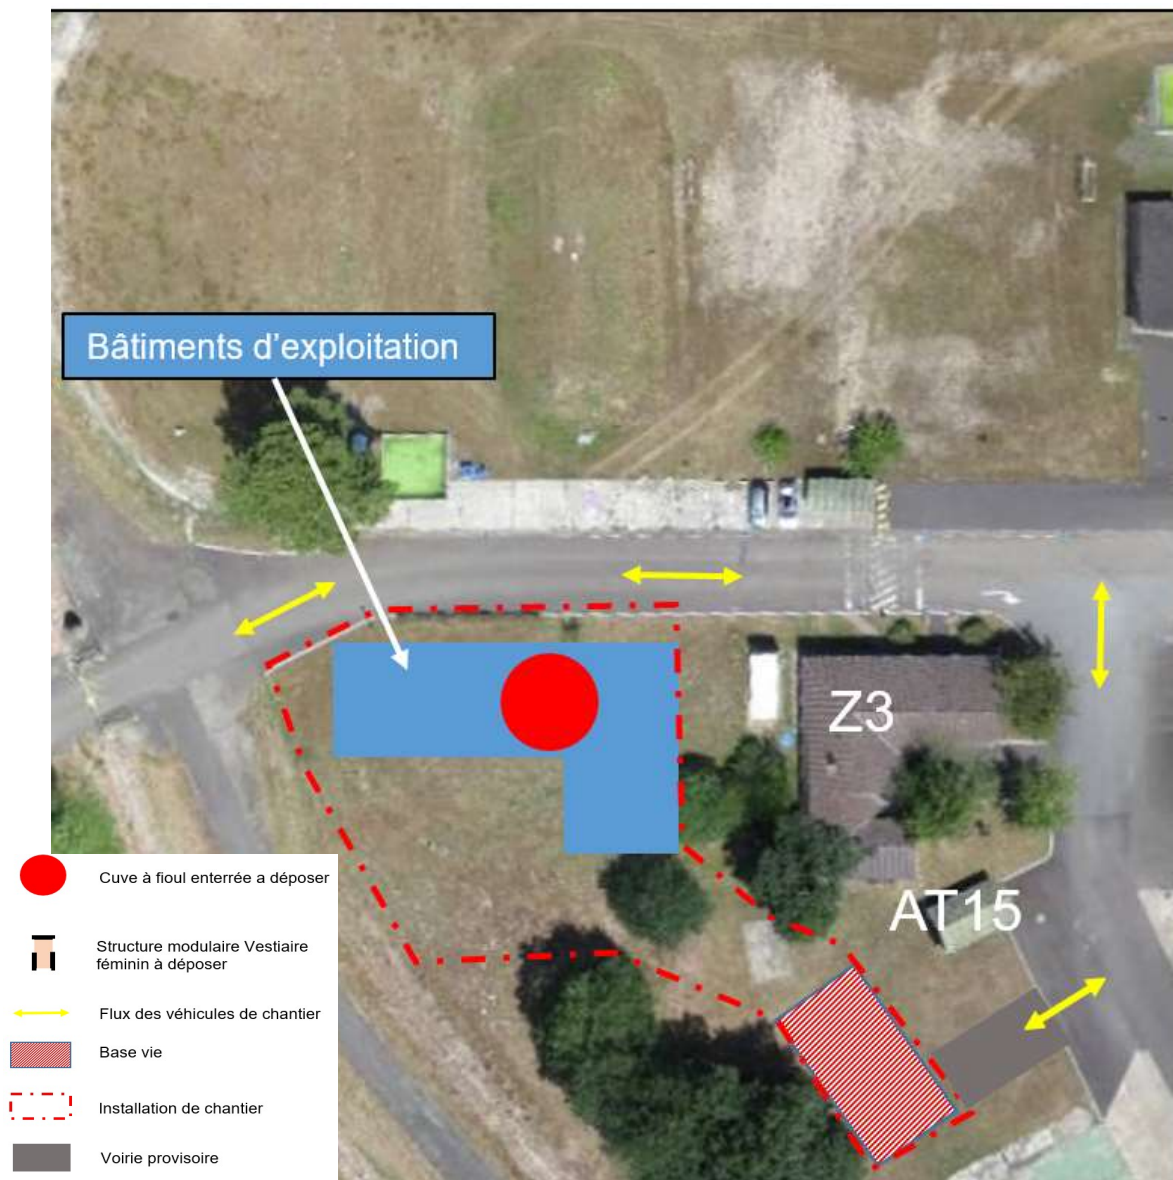 Bâtiments d'exploitation
Z3
AT15
Cuve à fioul enterrée a déposer
Structure modulaire Vestiaire
féminin à déposer
Flux des véhicules de chantier
Base vie
Installation de chantier
Voirie provisoire